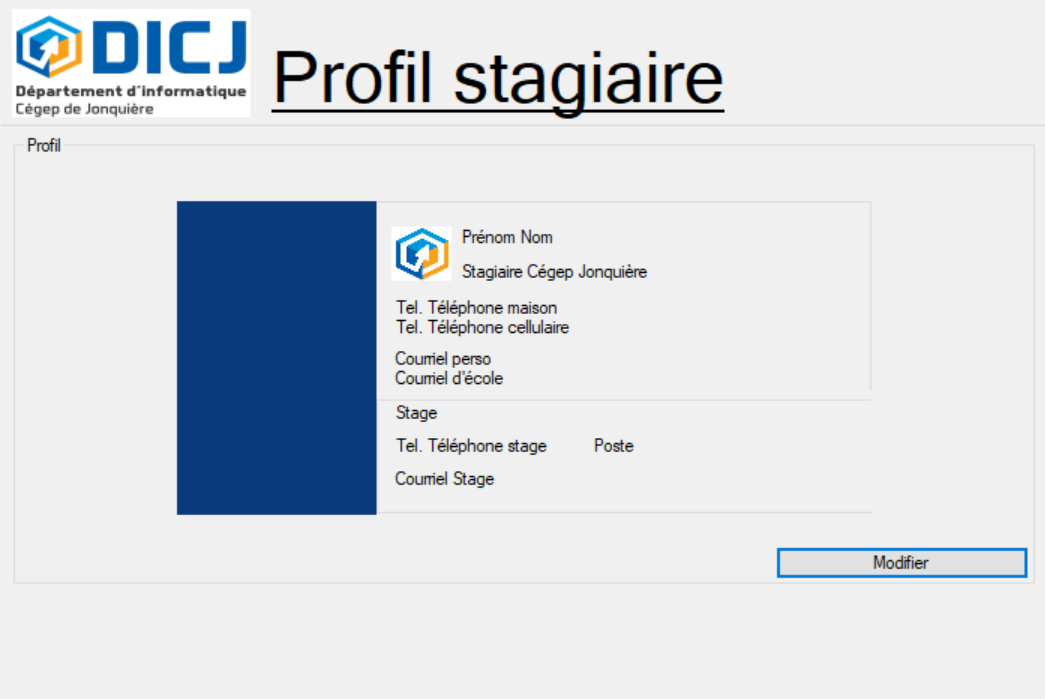 DICJ
Département d'informatique
Cégep de Jonquière
Profil stagiaire
Profil
Prénom Nom
Stagiaire Cégep Jonquière
Tel. Téléphone maison
Tel. Téléphone cellulaire
Courriel perso
Courriel d'école
Stage
Tel. Téléphone stage Poste
Courriel Stage
Modifier